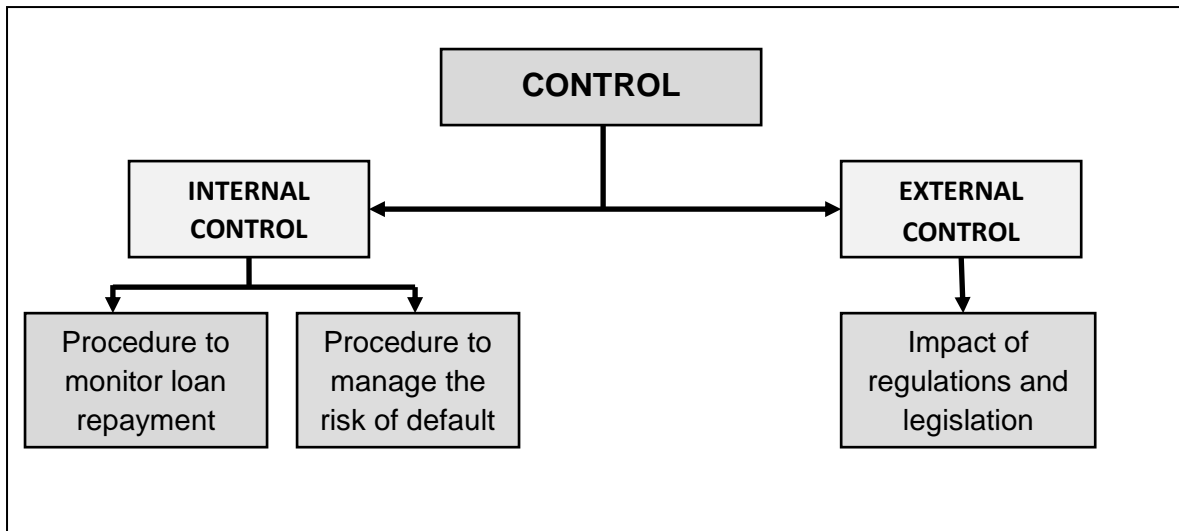 CONTROL
INTERNAL
CONTROL
EXTERNAL
CONTROL
Procedure to
monitor loan
repayment
Procedure to
manage the
risk of default
Impact of
regulations and
legislation